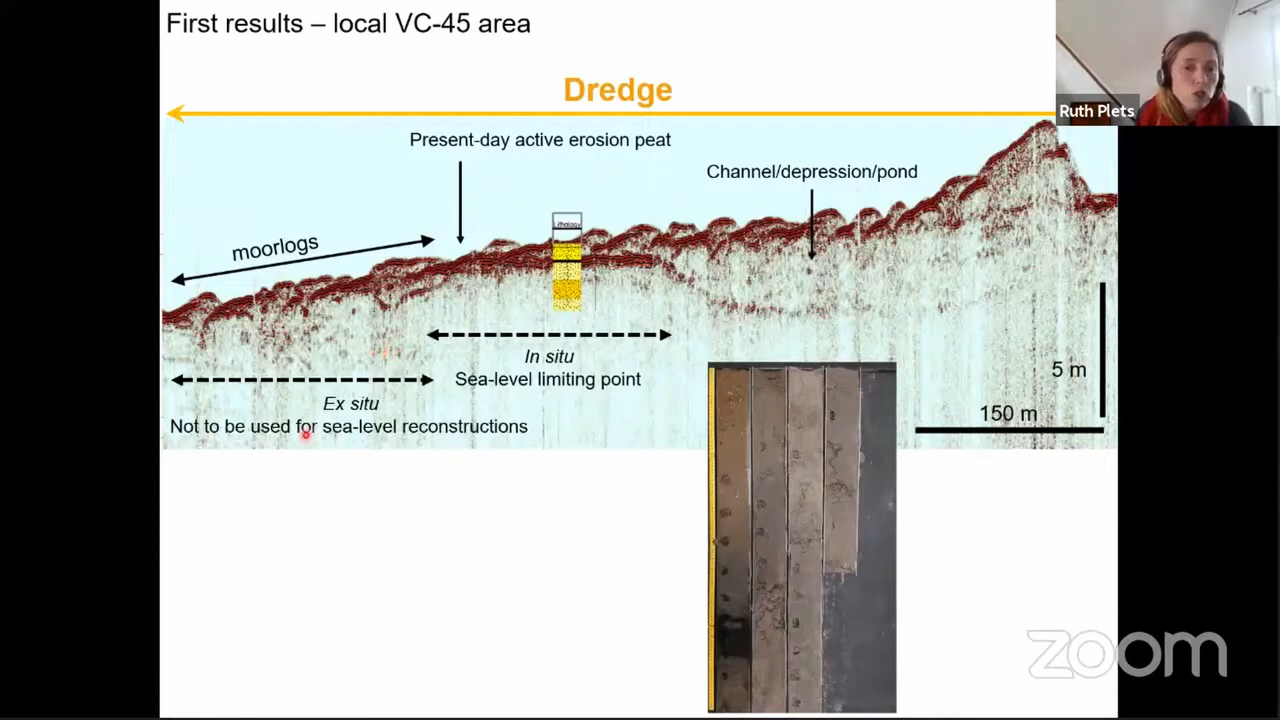 First results – local VC-45 area
Ruth Plets
Dredge
Present-day active erosion peat
Channel/depression/pond
moorlogs
Lithology
In situ
Sea-level limiting point
Ex situ
Not to be used for sea-level reconstructions
5 m
150 m
zoom